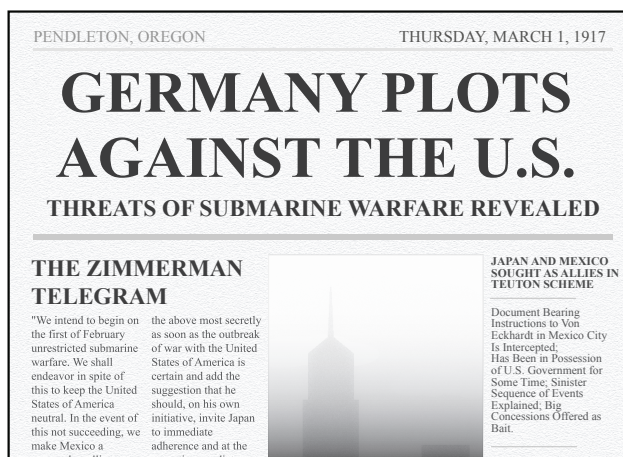 PENDLETON, OREGON
THURSDAY, MARCH 1, 1917
GERMANY PLOTS
AGAINST THE U.S.
THREATS OF SUBMARINE WARFARE REVEALED
THE ZIMMERMAN
TELEGRAM
"We intend to begin on
the first of February
unrestricted submarine
warfare. We shall
endeavor in spite of
this to keep the United
States of America
neutral. In the event of
this not succeeding, we
make Mexico a
the above most secretly
as soon as the outbreak
of war with the United
States of America is
certain and add the
suggestion that he
should, on his own
initiative, invite Japan
to immediate
adherence and at the
JAPAN AND MEXICO
SOUGHT AS ALLIES IN
TEUTON SCHEME
Document Bearing
Instructions to Von
Eckhardt in Mexico City
Is Intercepted;
Has Been in Possession
of U.S. Government for
Some Time; Sinister
Sequence of Events
Explained; Big
Concessions Offered as
Bait.